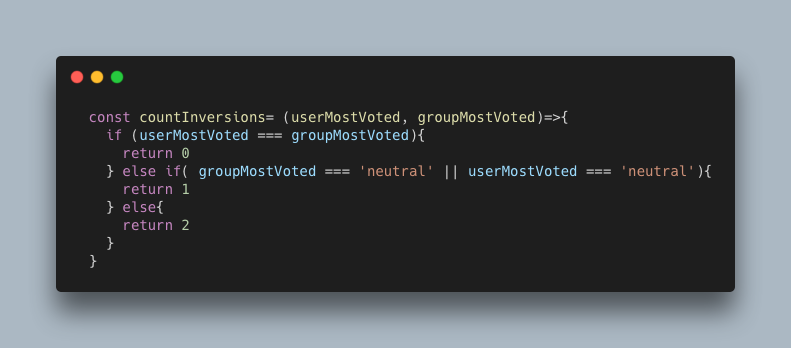 const countInversions= (userMostVoted, groupMostVoted)=>{
  if (userMostVoted === groupMostVoted){
    return 0
  } else if( groupMostVoted === 'neutral' || userMostVoted === 'neutral'){
    return 1
  } else{
    return 2
  }
}